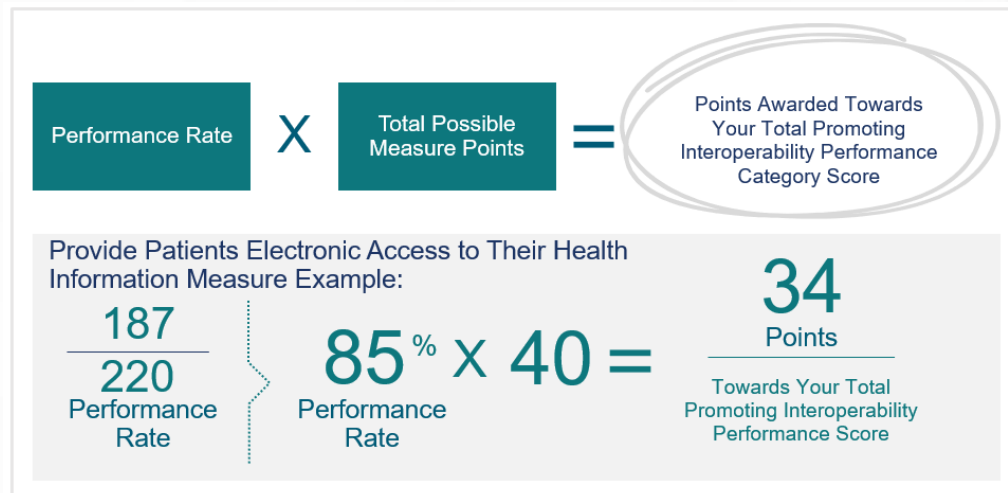 Performance Rate
X
Total Possible
Measure Points
=
Points Awarded Towards
Your Total Promoting
Interoperability Performance
Category Score
Provide Patients Electronic Access to Their Health
Information Measure Example:
187
220
Performance
Rate
85% X 40 =
Performance
Rate
34
Points
Towards Your Total
Promoting Interoperability
Performance Score